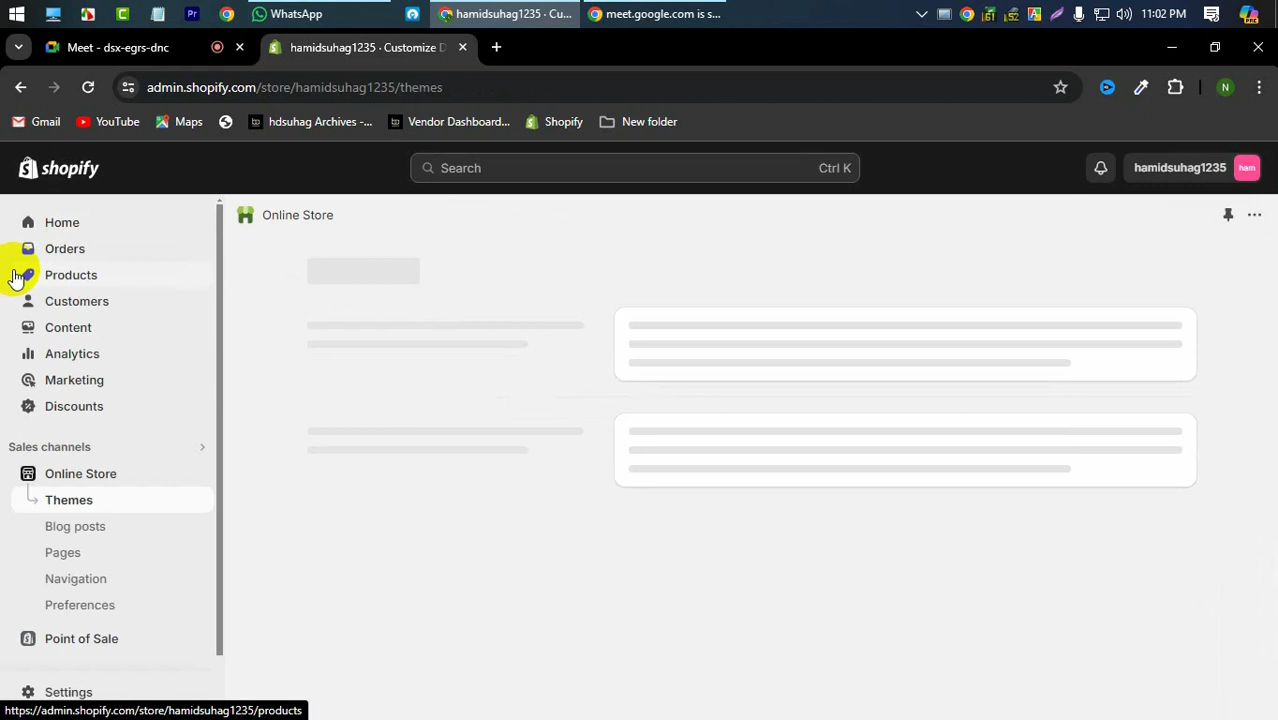 WhatsApp
hamidsuhag1235 · Cu...
meet.google.com is s...
11:02 PM
Meet - dsx-egrs-dnc
hamidsuhag1235 · Customize D
admin.shopify.com/store/hamidsuhag1235/themes
N
Gmail
YouTube
Maps
hdsuhag Archives -...
Vendor Dashboard...
Shopify
New folder
shopify
Search
Ctrl K
hamidsuhag1235
ham
Home
Online Store
Orders
Products
Customers
Content
Analytics
Marketing
Discounts
Sales channels
Online Store
Themes
Blog posts
Pages
Navigation
Preferences
Point of Sale
Settings
https://admin.shopify.com/store/hamidsuhag1235/products